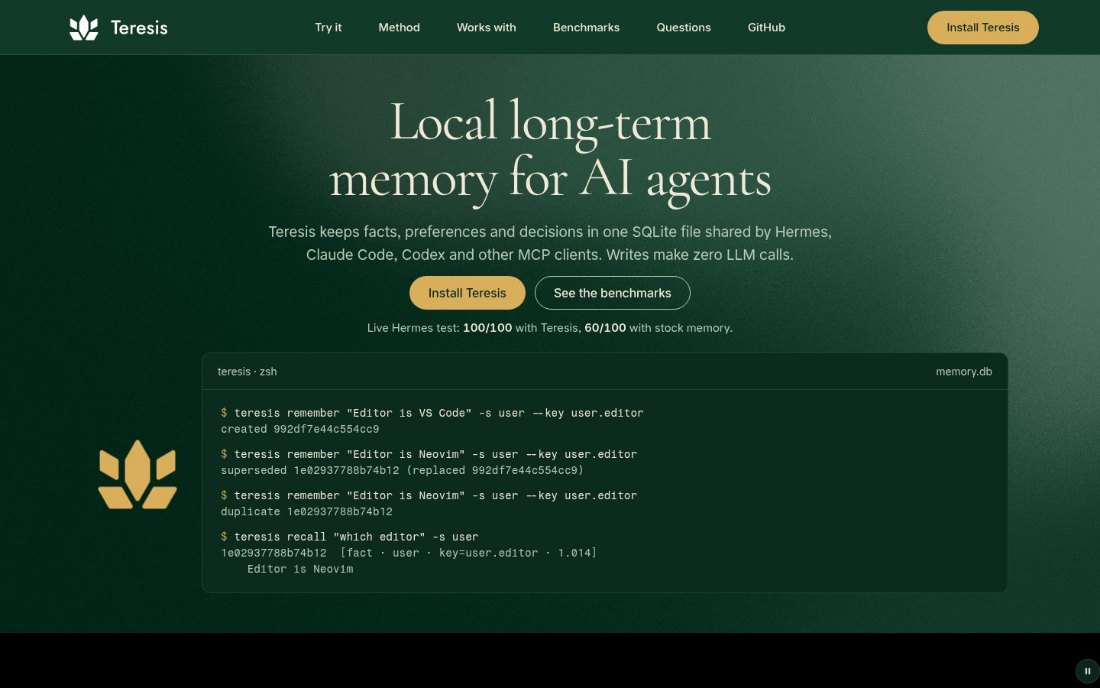 Teresis
Try it
Method
Works with
Benchmarks
Questions
GitHub
Install Teresis
Local long-term
memory for AI agents
Teresis keeps facts, preferences and decisions in one SQLite file shared by Hermes,
Claude Code, Codex and other MCP clients. Writes make zero LLM calls.
Install Teresis
See the benchmarks
Live Hermes test: 100/100 with Teresis, 60/100 with stock memory.
teresis · zsh
memory.db
$ teresis remember "Editor is VS Code" -s user --key user.editor
created 992df7e44c554cc9
$ teresis remember "Editor is Neovim" -s user --key user.editor
superseded 1e02937788b74b12 (replaced 992df7e44c554cc9)
$ teresis remember "Editor is Neovim" -s user --key user.editor
duplicate 1e02937788b74b12
$ teresis recall "which editor" -s user
1e02937788b74b12  [fact · user · key=user.editor · 1.014]
Editor is Neovim